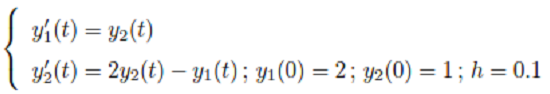 y₁′(t) = y₂(t)
y₂′(t) = 2y₂(t) − y₁(t) ; y₁(0) = 2 ; y₂(0) = 1 ; h = 0.1